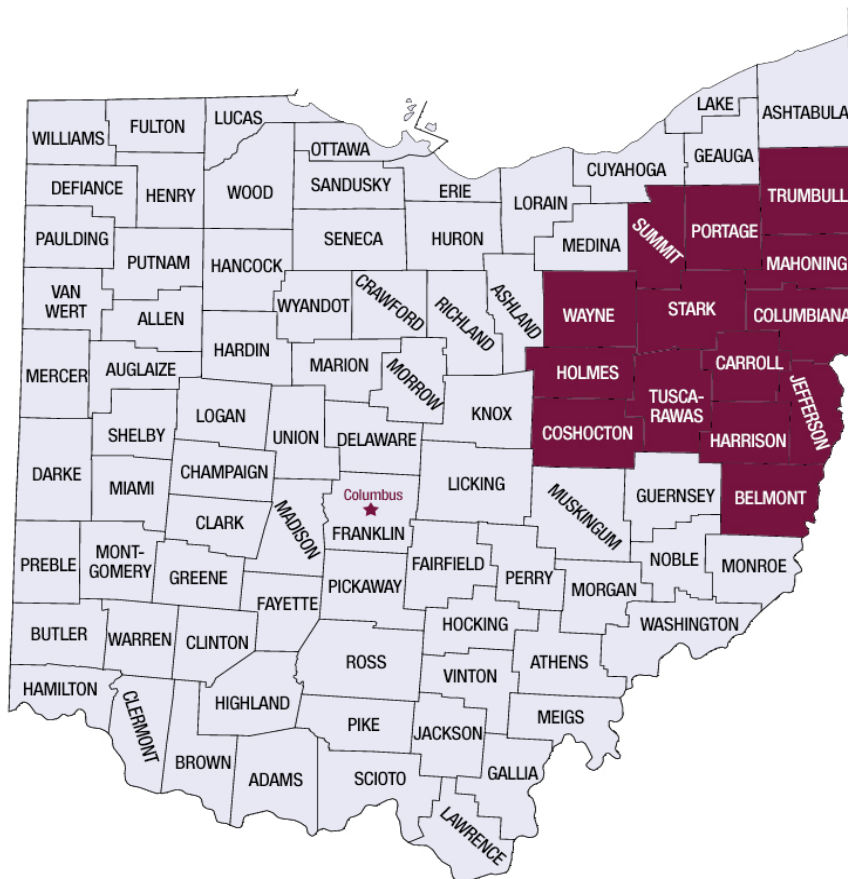 LAKE
ASHTABULA
LUCAS
FULTON
WILLIAMS
OTTAWA
GEAUGA
CUYAHOGA
DEFIANCE
HENRY
WOOD
SANDUSKY
ERIE
LORAIN
TRUMBULL
PAULDING
SENECA
HURON
MEDINA
SUMMIT
PORTAGE
PUTNAM
HANCOCK
MAHONING
VAN
WERT
ALLEN
WYANDOT
CRAWFORD
RICHLAND
ASHLAND
WAYNE
STARK
COLUMBIANA
MERCER
AUGLAIZE
HARDIN
MARION
MORROW
HOLMES
CARROLL
TUSCA-
RAWAS
JEFFERSON
LOGAN
UNION
KNOX
SHELBY
DELAWARE
COSHOCTON
HARRISON
DARKE
MIAMI
CHAMPAIGN
LICKING
MUSKINGUM
GUERNSEY
BELMONT
Columbus
CLARK
MADISON
FRANKLIN
PREBLE
MONT-
GOMERY
GREENE
FAYETTE
PICKAWAY
FAIRFIELD
PERRY
MORGAN
NOBLE
MONROE
BUTLER
WARREN
CLINTON
ROSS
HOCKING
WASHINGTON
ATHENS
VINTON
HAMILTON
CLERMONT
HIGHLAND
PIKE
JACKSON
MEIGS
BROWN
ADAMS
SCIOTO
GALLIA
LAWRENCE